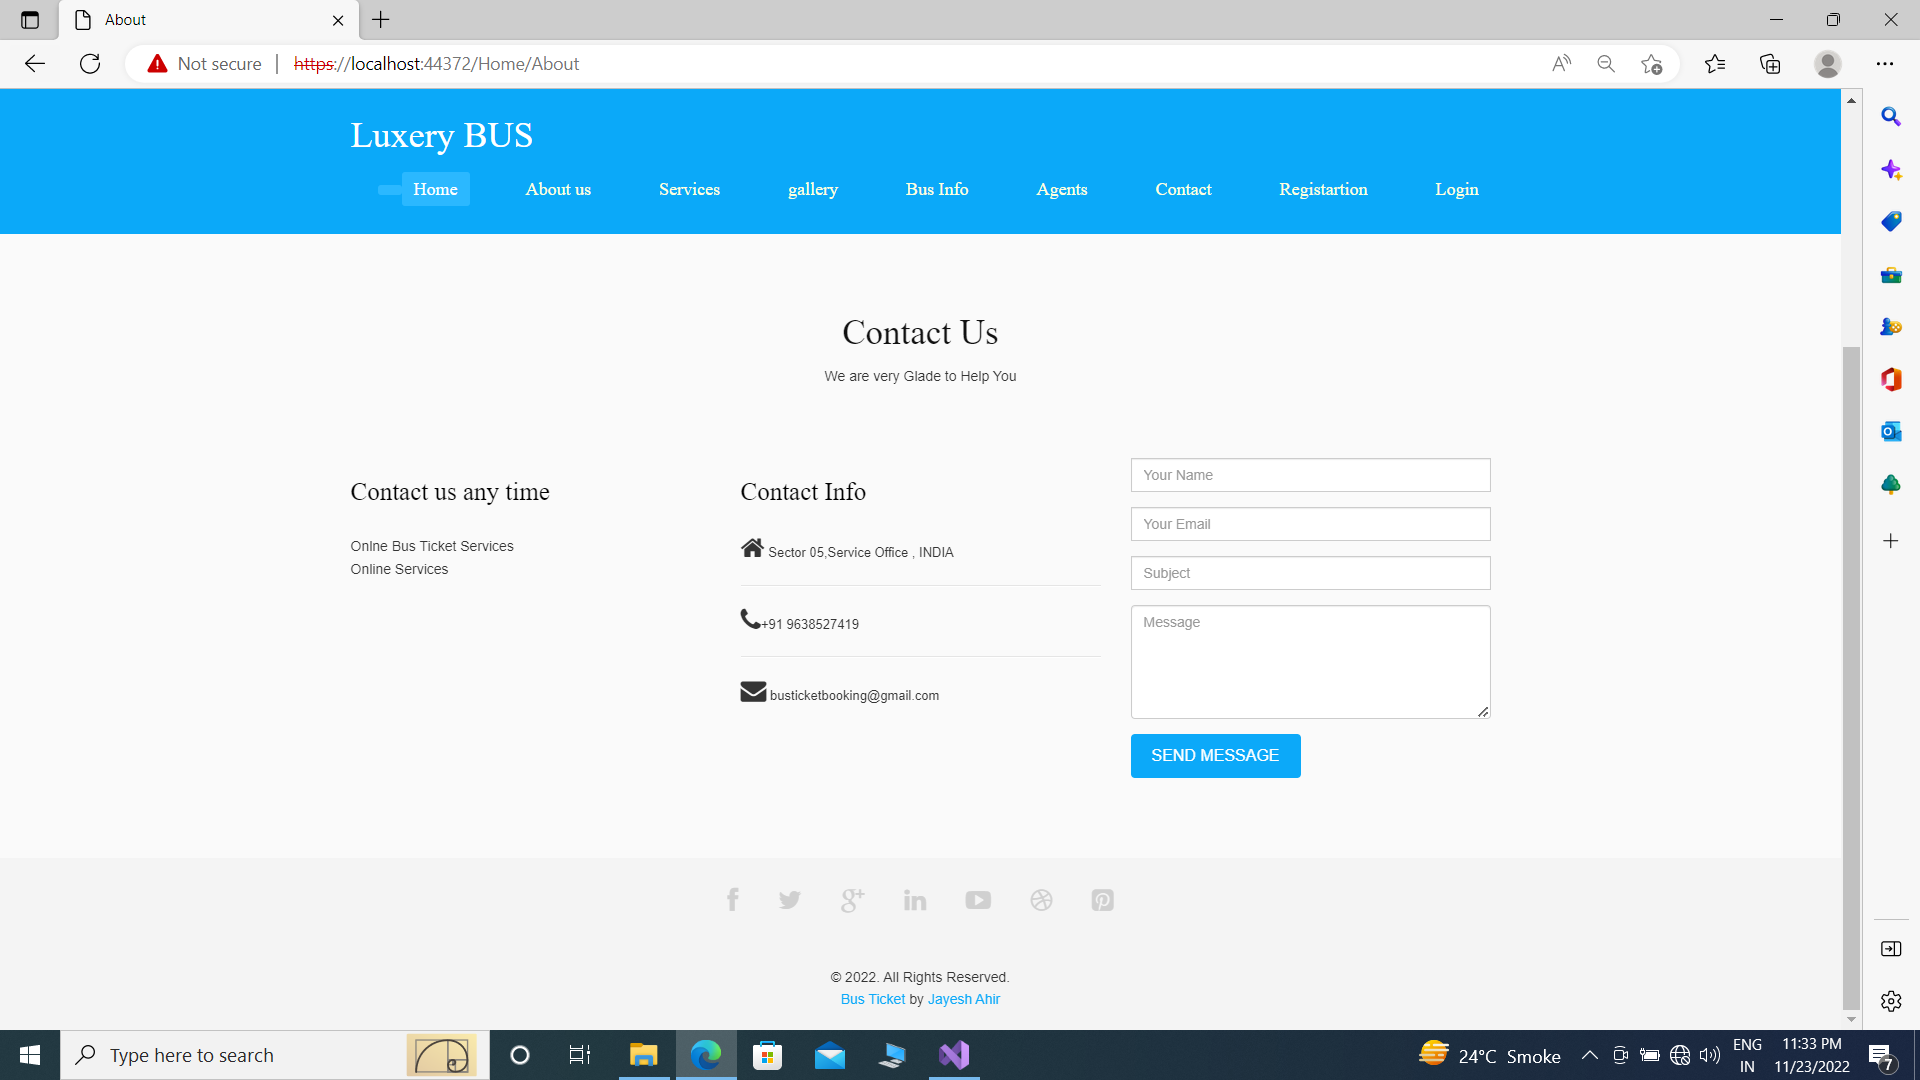 About
Not secure
https://localhost:44372/Home/About
Luxery BUS
Home About us Services gallery Bus Info Agents Contact Registartion Login
Contact Us
We are very Glade to Help You
Contact us any time
Onlne Bus Ticket Services
Online Services
Contact Info
Sector 05,Service Office , INDIA
+91 9638527419
busticketbooking@gmail.com
Your Name
Your Email
Subject
Message
SEND MESSAGE
© 2022. All Rights Reserved.
Bus Ticket by Jayesh Ahir
Type here to search
24°C Smoke
ENG
IN
11:33 PM
11/23/2022
7